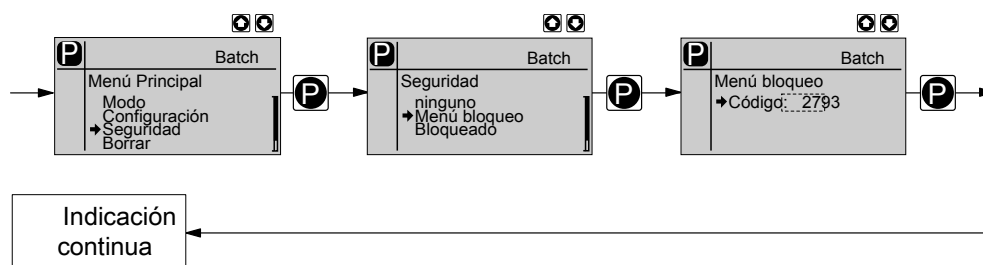 P
Batch
Menú Principal
Modo
Configuración
Seguridad
Borrar
P
P
Batch
Seguridad
ninguno
Menú bloqueo
Bloqueado
P
P
Batch
Menú bloqueo
Código: 2793
P
Indicación
continua